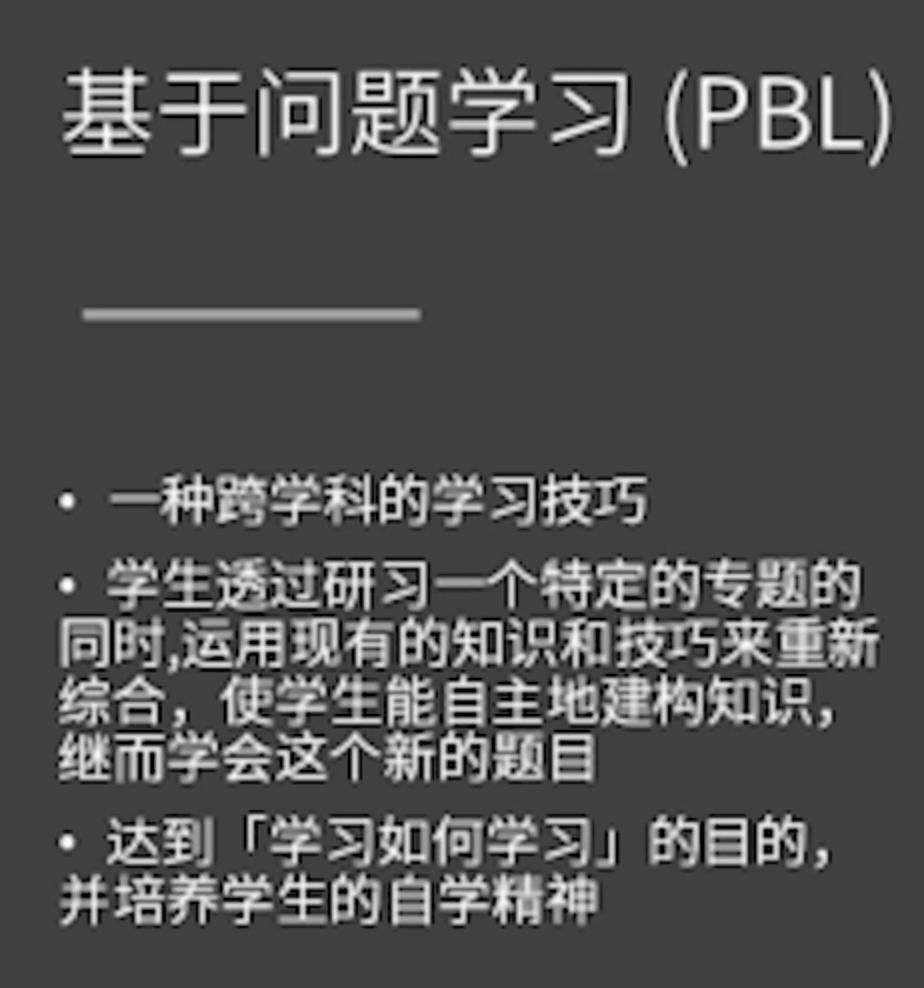 基于问题学习 (PBL)
• 一种跨学科的学习技巧
• 学生透过研习一个特定的专题的
同时,运用现有的知识和技巧来重新
综合，使学生能自主地建构知识，
继而学会这个新的题目
• 达到「学习如何学习」的目的，
并培养学生的自学精神